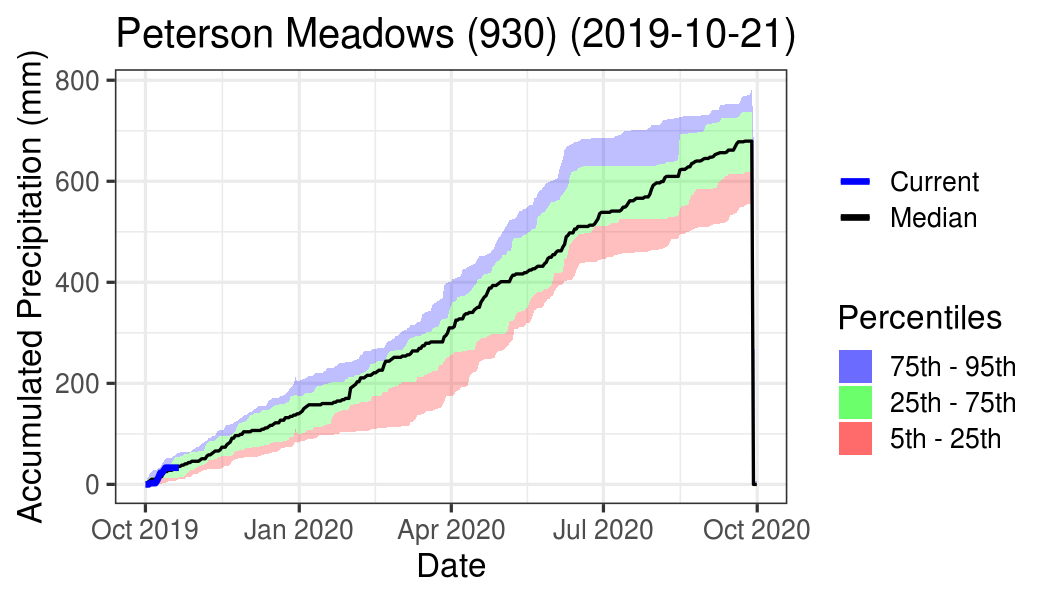 Peterson Meadows (930) (2019-10-21)
Accumulated Precipitation (mm)
800
600
400
200
0
Oct 2019
Jan 2020
Apr 2020
Jul 2020
Oct 2020
Date
Current
Median
Percentiles
75th - 95th
25th - 75th
5th - 25th